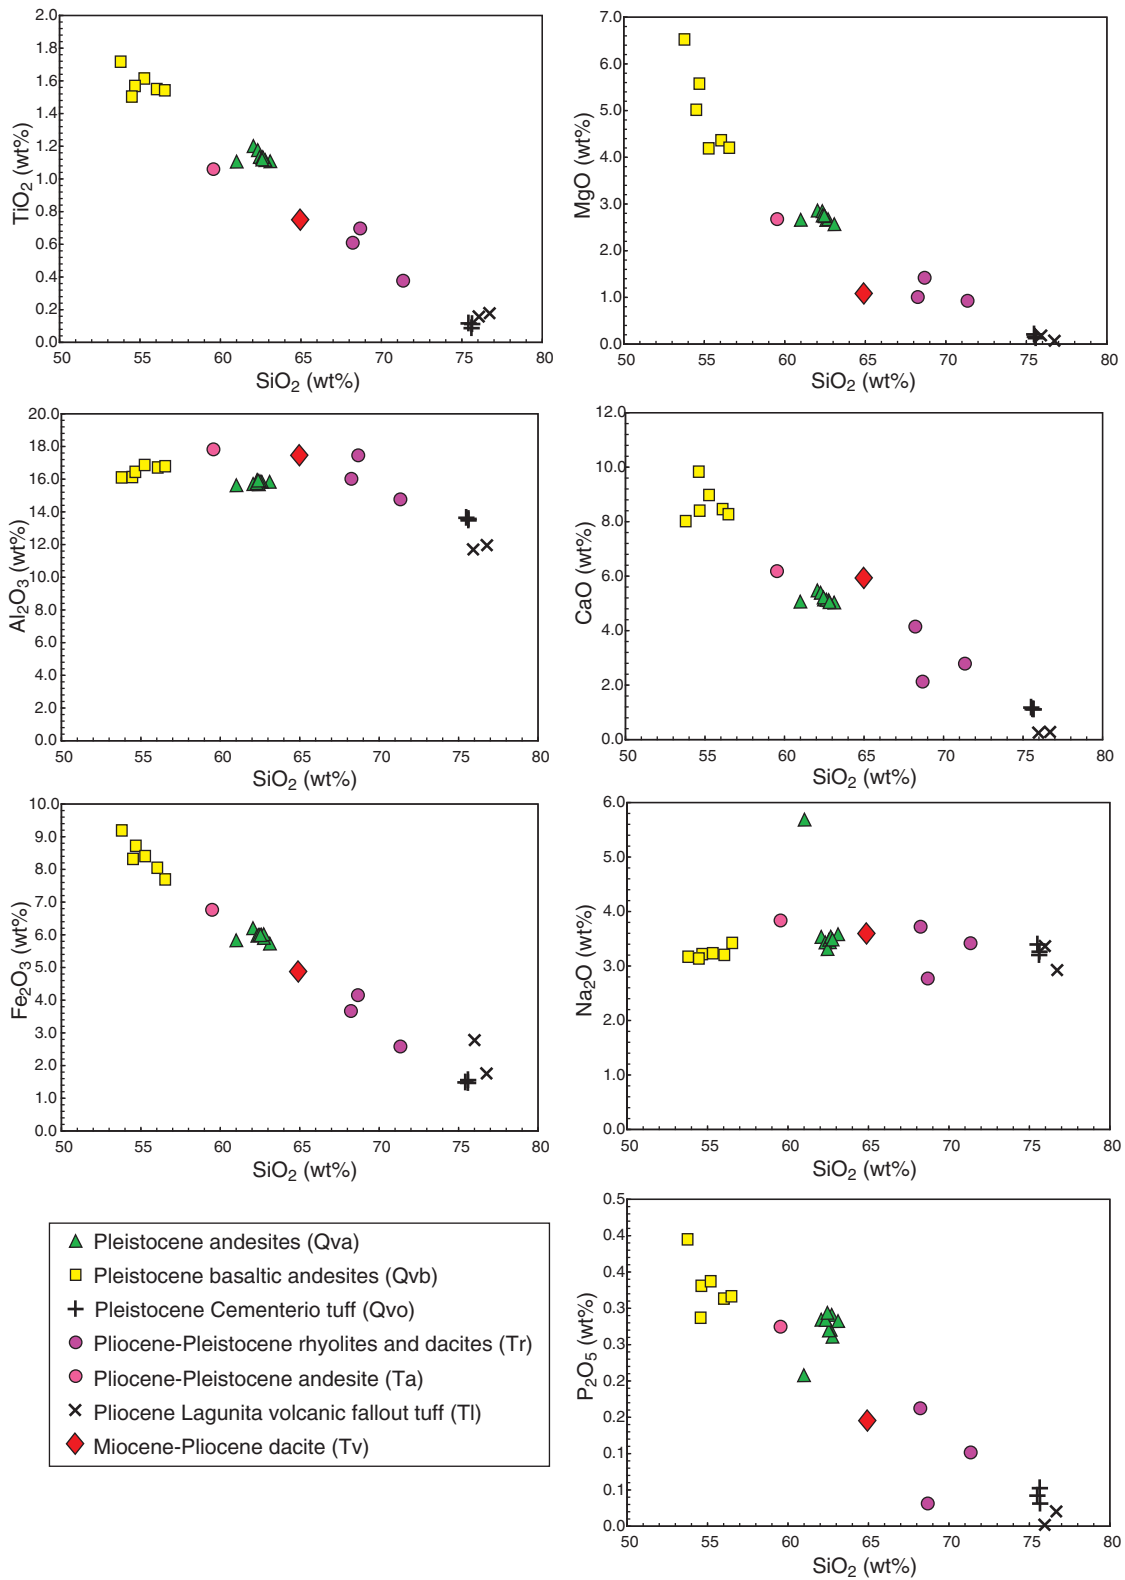 2.0
1.8
1.6
1.4
1.2
1.0
0.8
0.6
0.4
0.2
0.0
TiO2 (wt%)
50 55 60 65 70 75 80
SiO2 (wt%)
7.0
6.0
5.0
4.0
3.0
2.0
1.0
0.0
MgO (wt%)
50 55 60 65 70 75 80
SiO2 (wt%)
20.0
18.0
16.0
14.0
12.0
10.0
8.0
6.0
4.0
2.0
0.0
Al2O3 (wt%)
50 55 60 65 70 75 80
SiO2 (wt%)
12.0
10.0
8.0
6.0
4.0
2.0
0.0
CaO (wt%)
50 55 60 65 70 75 80
SiO2 (wt%)
10.0
9.0
8.0
7.0
6.0
5.0
4.0
3.0
2.0
1.0
0.0
Fe2O3 (wt%)
50 55 60 65 70 75 80
SiO2 (wt%)
6.0
5.0
4.0
3.0
2.0
1.0
0.0
Na2O (wt%)
50 55 60 65 70 75 80
SiO2 (wt%)
Pleistocene andesites (Qva)
Pleistocene basaltic andesites (Qvb)
Pleistocene Cementerio tuff (Qvo)
Pliocene-Pleistocene rhyolites and dacites (Tr)
Pliocene-Pleistocene andesite (Ta)
Pliocene Lagunita volcanic fallout tuff (Tl)
Miocene-Pliocene dacite (Tv)
0.5
0.4
0.4
0.3
0.3
0.2
0.2
0.1
0.1
0.0
P2O5 (wt%)
50 55 60 65 70 75 80
SiO2 (wt%)